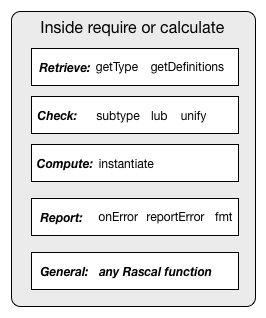 Inside require or calculate
Retrieve: getType getDefinitions
Check: subtype lub unify
Compute: instantiate
Report: onError reportError fmt
General: any Rascal function